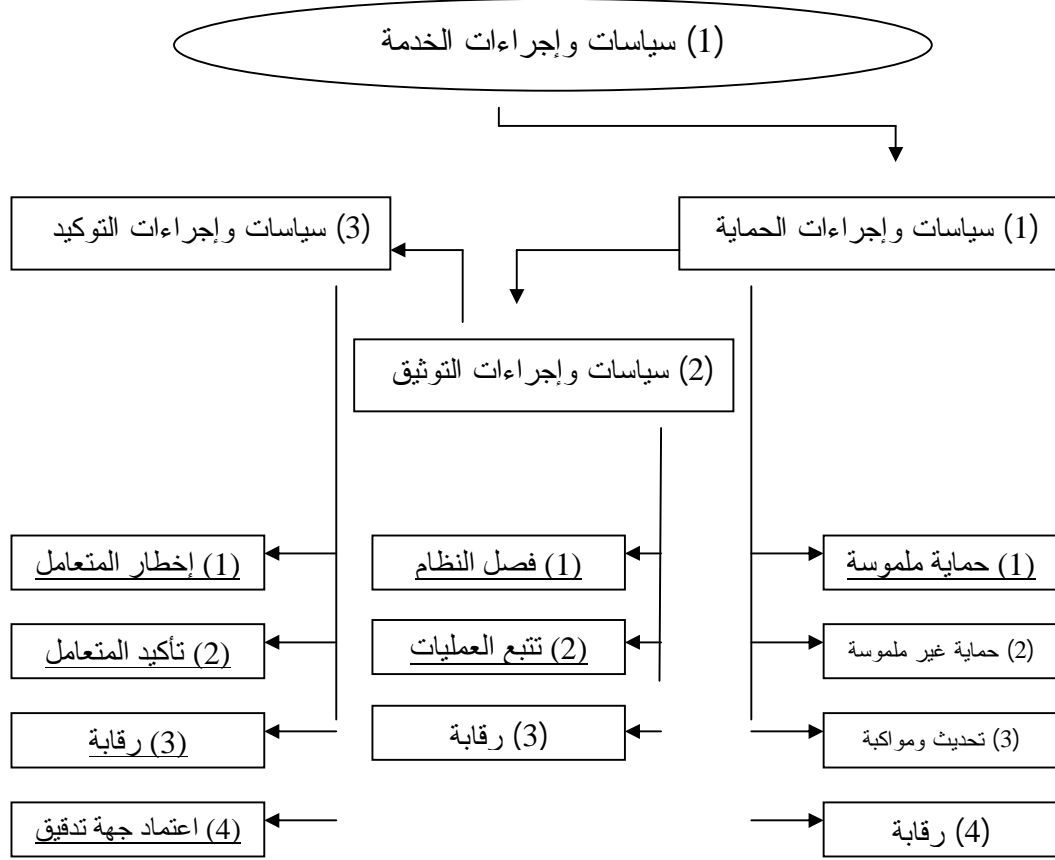 (1) سياسات وإجراءات الخدمة
(1) سياسات وإجراءات الحماية
(3) سياسات وإجراءات التوكيد
(2) سياسات وإجراءات التوثيق
(1) حماية ملموسة
(1) فصل النظام
(1) إخطار المتعامل
(2) حماية غير ملموسة
(2) تتبع العمليات
(2) تأكيد المتعامل
(3) تحديث ومواكبة
(3) رقابة
(3) رقابة
(4) رقابة
(4) اعتماد جهة تدقيق